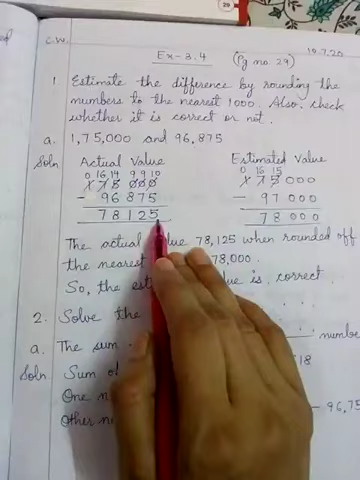 29
C.W.
10.7.20
Ex-3.4 (Pg no. 29)
1 Estimate the difference by rounding the
numbers to the nearest 1000. Also, check
whether it is correct or not.
a. 1,75,000 and 96,875
Soln Actual Value Estimated Value
0 16 14 9 9 10 0 16 15
1 7 5 0 0 0 1 7 5 0 0 0
- 9 6 8 7 5 - 9 7 0 0 0
7 8 1 2 5 7 8 0 0 0
The actual value 78,125 when rounded off
the nearest 78,000.
So, the value is correct.
2. Solve the
a. The sum numbe
Soln Sum of 18
One n 96,75
Other n